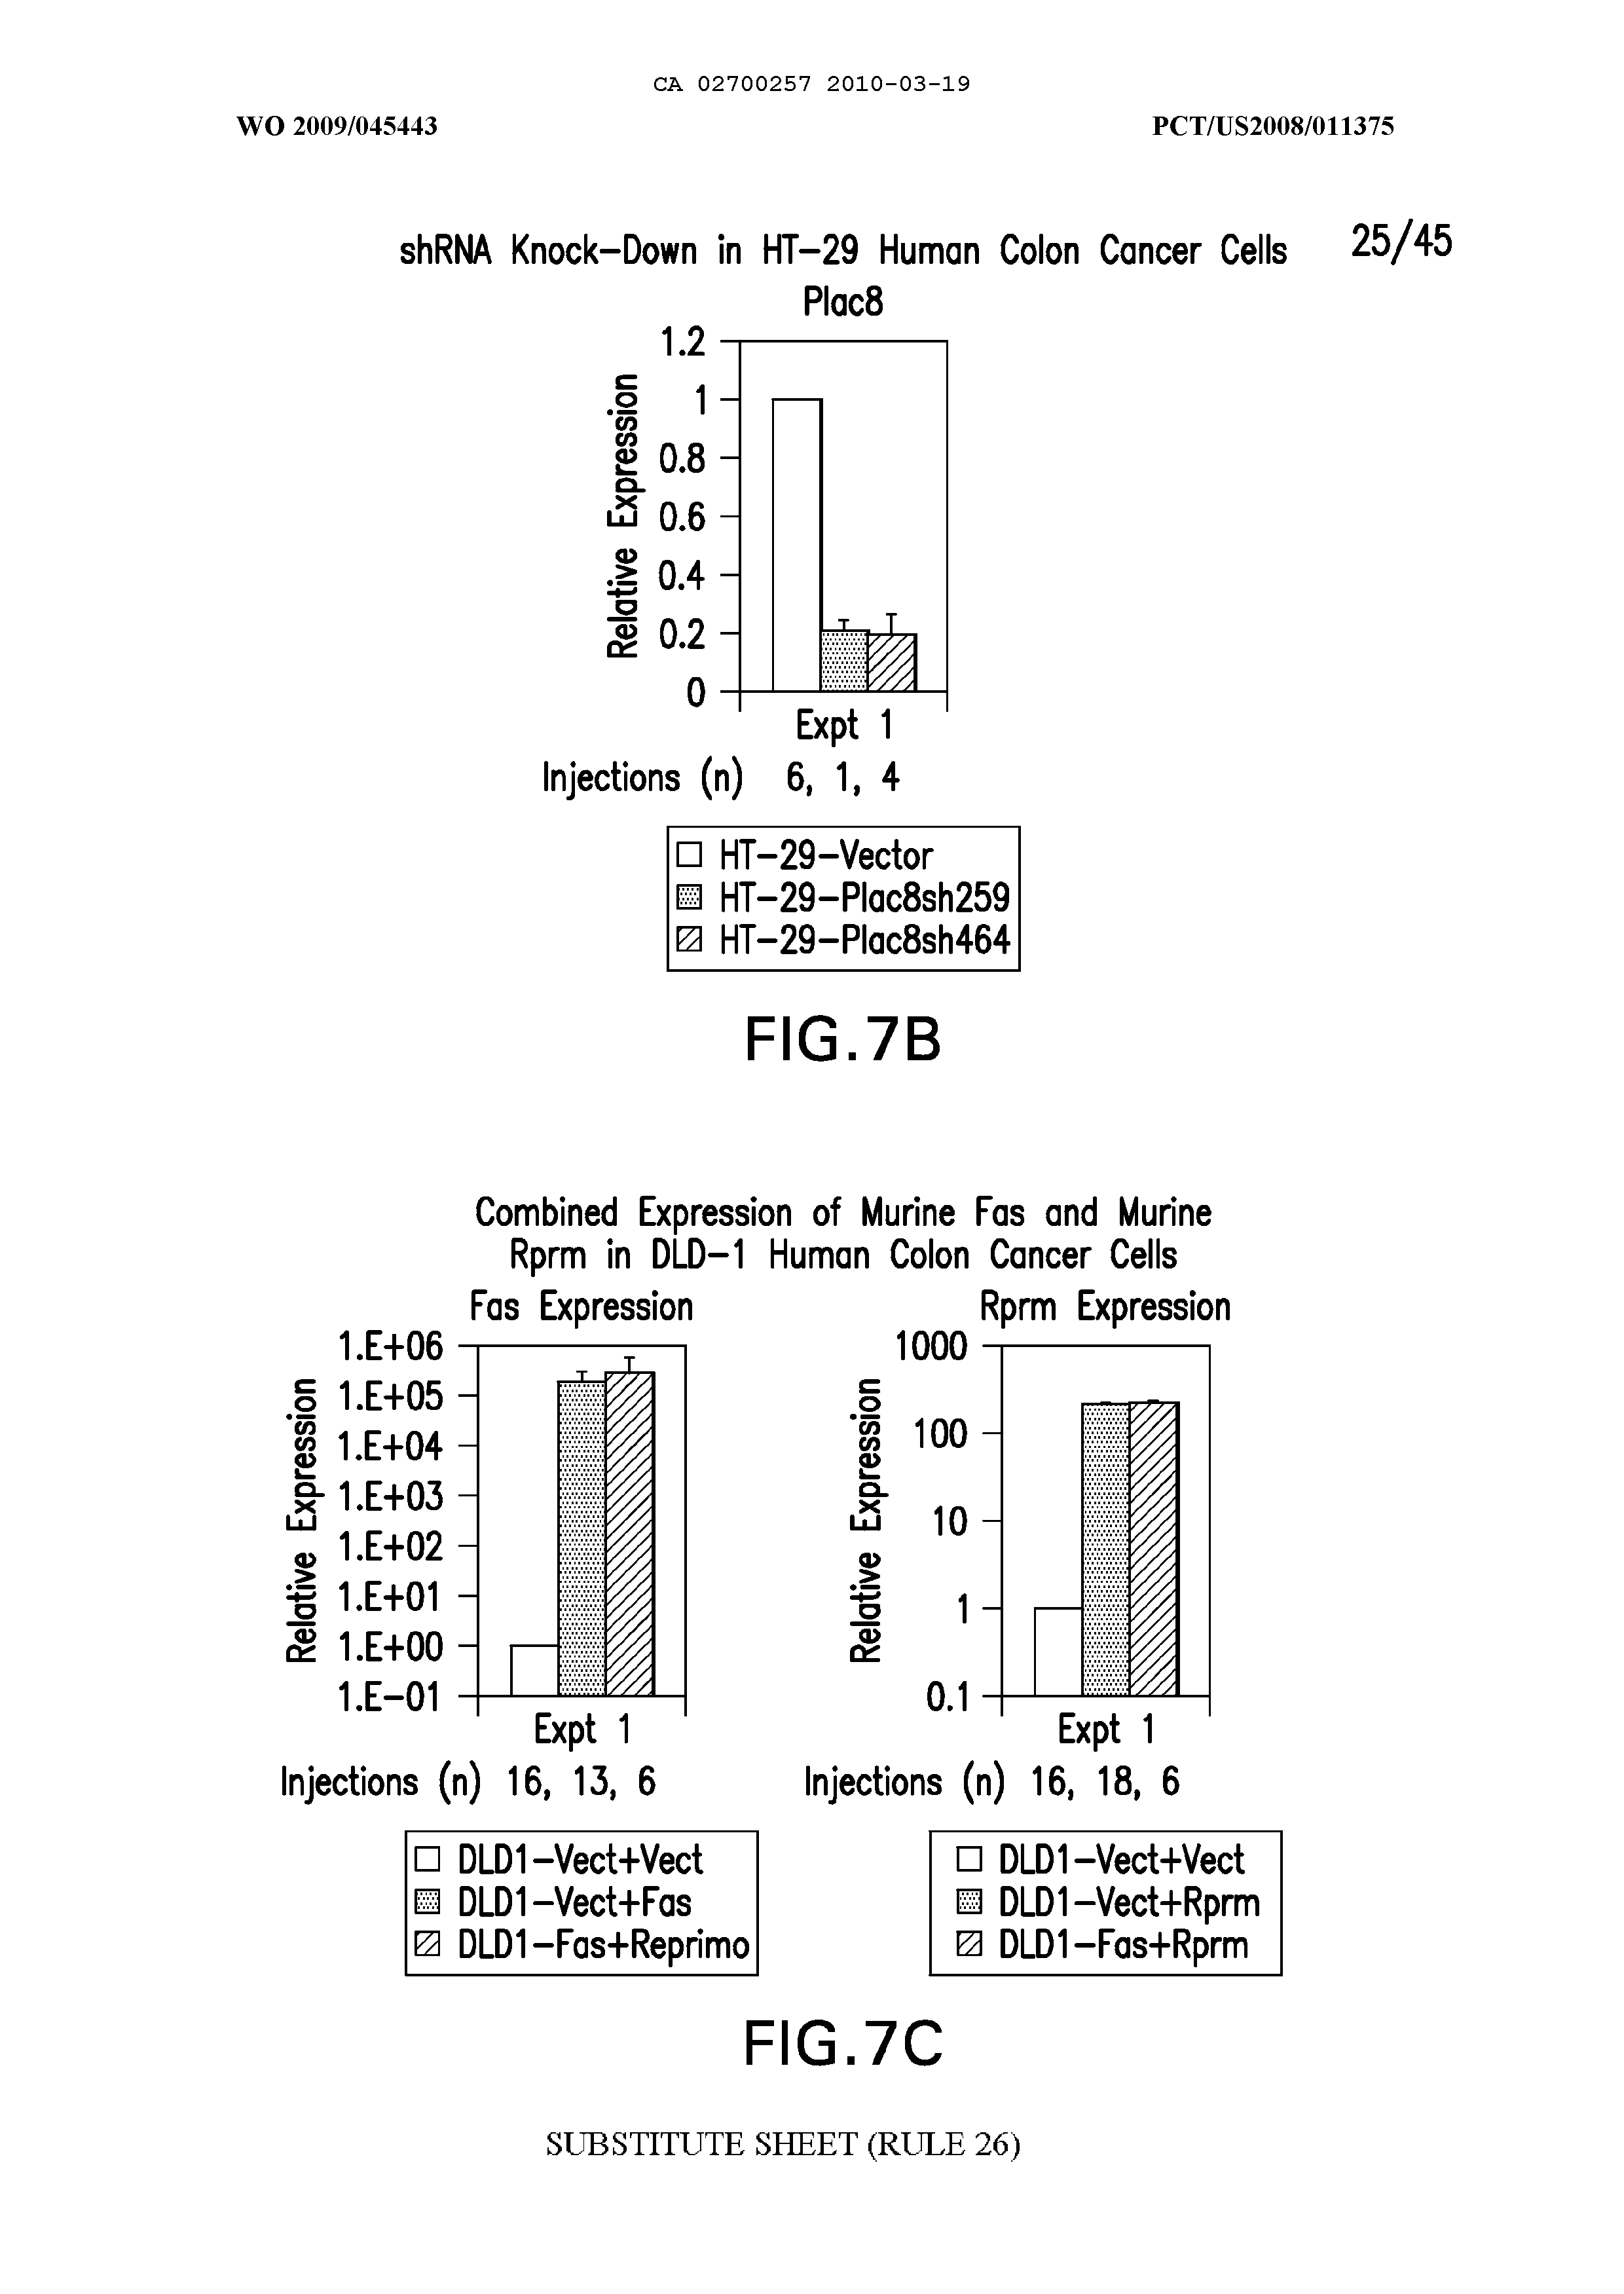 CA 02700257 2010-03-19
WO 2009/045443
PCT/US2008/011375
25/45
shRNA Knock-Down in HT-29 Human Colon Cancer Cells
Plac8
Relative Expression
1.2
1
0.8
0.6
0.4
0.2
0
Expt 1
Injections (n) 6, 1, 4
HT-29-Vector
HT-29-Plac8sh259
HT-29-Plac8sh464
FIG.7B
Combined Expression of Murine Fas and Murine
Rprm in DLD-1 Human Colon Cancer Cells
Fas Expression
Relative Expression
1.E+06
1.E+05
1.E+04
1.E+03
1.E+02
1.E+01
1.E+00
1.E-01
Expt 1
Injections (n) 16, 13, 6
DLD1-Vect+Vect
DLD1-Vect+Fas
DLD1-Fas+Reprimo
Rprm Expression
Relative Expression
1000
100
10
1
0.1
Expt 1
Injections (n) 16, 18, 6
DLD1-Vect+Vect
DLD1-Vect+Rprm
DLD1-Fas+Rprm
FIG.7C
SUBSTITUTE SHEET (RULE 26)